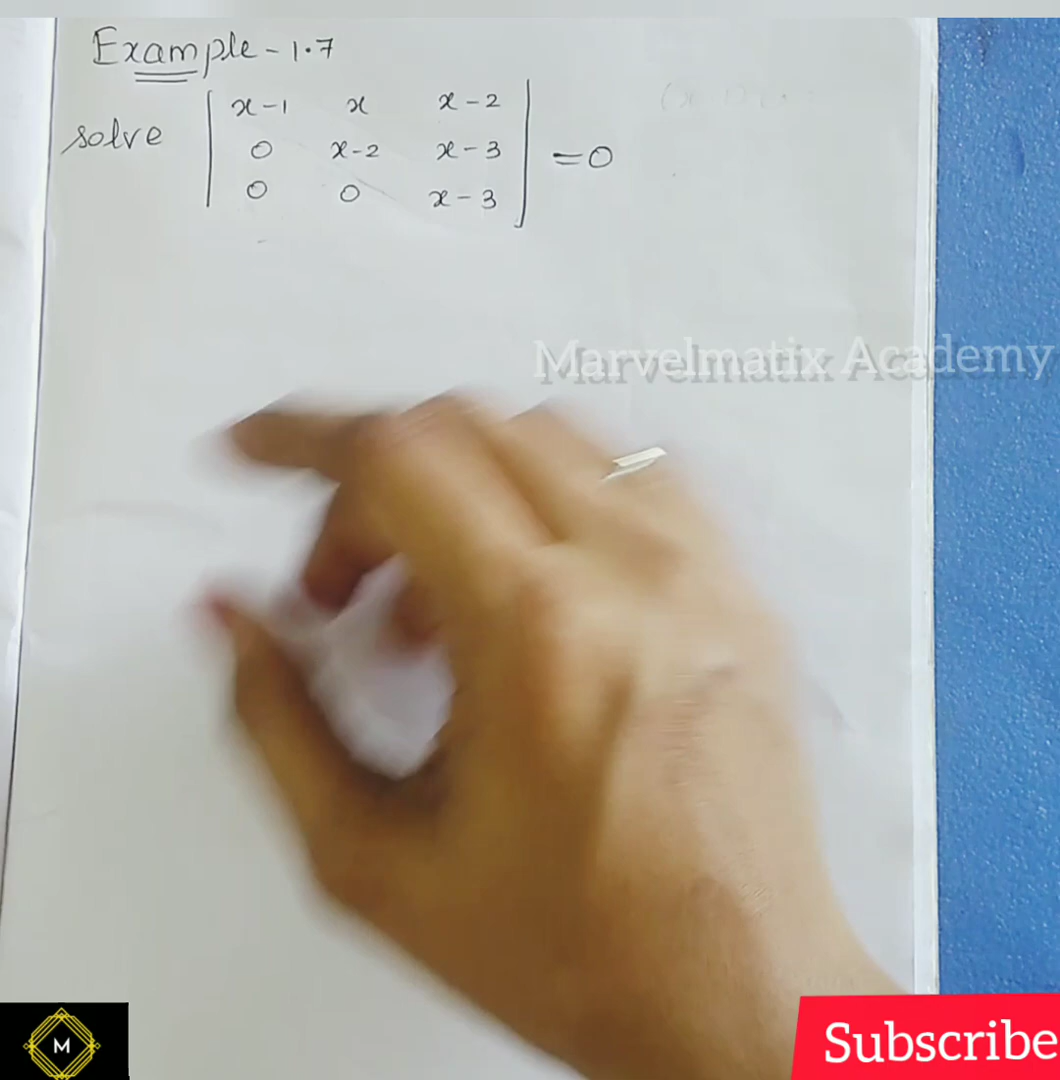 Example - 1.7
solve | x-1 x x-2 |
| 0 x-2 x-3 | = 0
| 0 0 x-3 |
Marvelmatix Academy
M
Subscribe